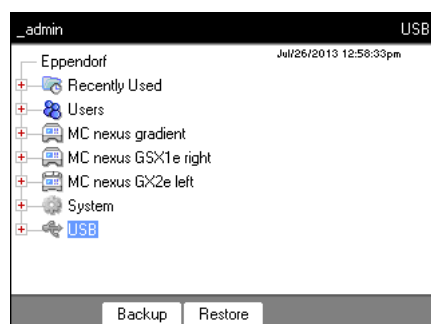 _admin USB
Jul/26/2013 12:58:33pm
Eppendorf
Recently Used
Users
MC nexus gradient
MC nexus GSX1e right
MC nexus GX2e left
System
USB
Backup Restore